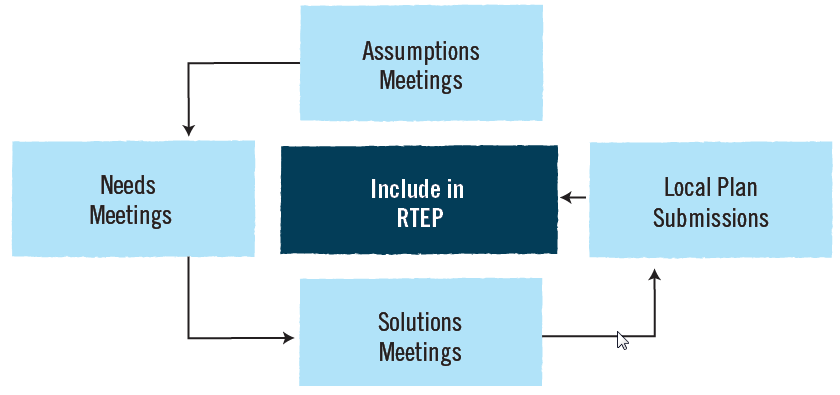 Assumptions
Meetings
Needs
Meetings
Include in
RTEP
Local Plan
Submissions
Solutions
Meetings